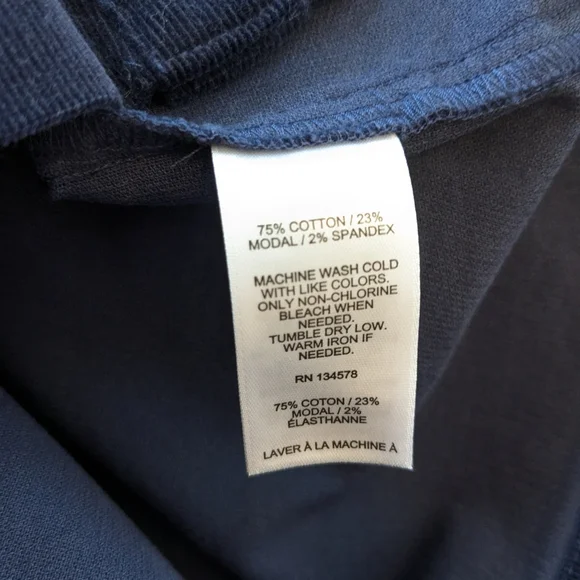 75% COTTON / 23%
MODAL / 2% SPANDEX
MACHINE WASH COLD
WITH LIKE COLORS.
ONLY NON-CHLORINE
BLEACH WHEN
NEEDED.
TUMBLE DRY LOW.
WARM IRON IF
NEEDED.
RN 134578
75% COTON / 23%
MODAL / 2%
ÉLASTHANNE
LAVER À LA MACHINE À